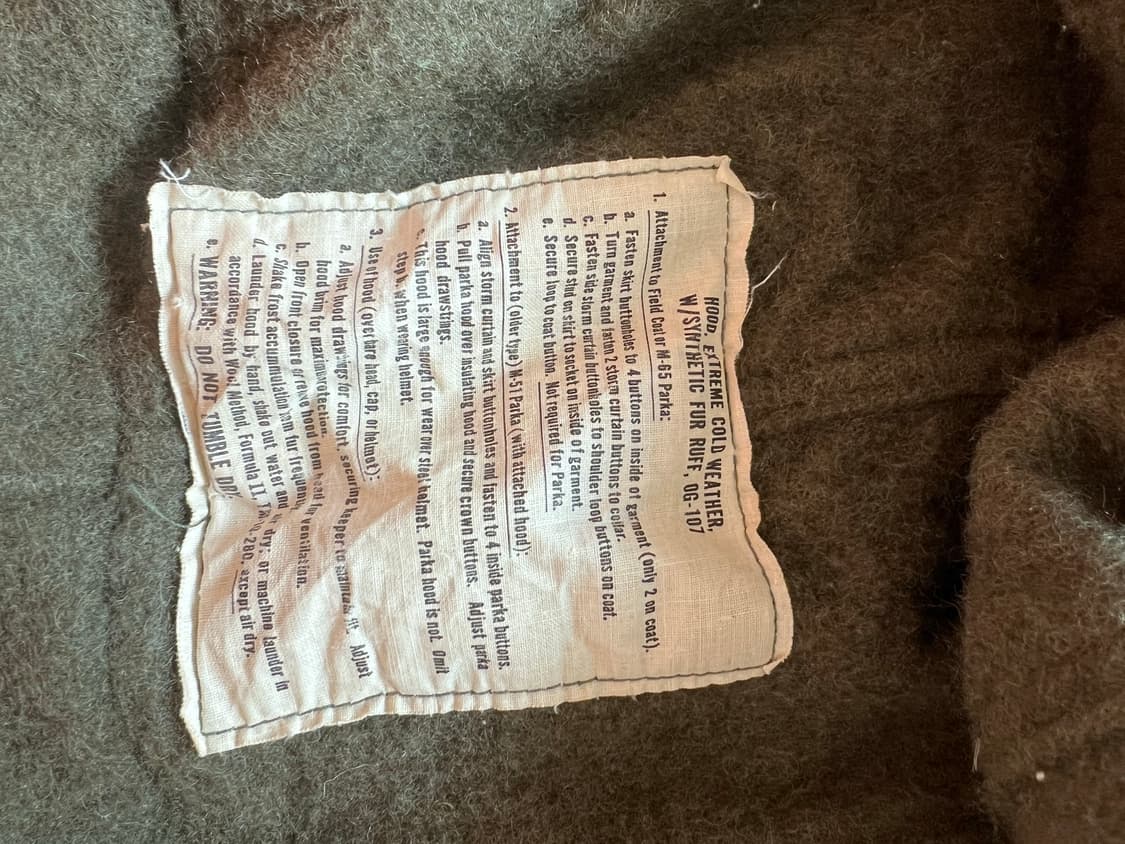 HOOD, EXTREME COLD WEATHER,
W/SYNTHETIC FUR RUFF, OG-107
1. Attachment to Field Coat or M-65 Parka:
a. Fasten skirt buttonholes to 4 buttons on inside of garment (only 2 on coat).
b. Turn garment and fasten 2 storm curtain buttons to collar.
c. Fasten side storm curtain buttonholes to shoulder loop buttons on coat.
d. Secure stud on skirt to socket on inside of garment.
e. Secure loop to coat button. Not required for Parka.
2. Attachment to (older type) M-51 Parka (with attached hood):
a. Align storm curtain and skirt buttonholes and fasten to 4 inside parka buttons.
b. Pull parka hood over insulating hood and secure crown buttons. Adjust parka
hood drawstrings.
c. This hood is large enough for wear over steel helmet. Parka hood is not. Omit
step b. when wearing helmet.
3. Use of hood (over bare head, cap, or helmet):
a. Adjust hood drawstrings for comfort, securing keeper to maintain fit. Adjust
hood brim for maximum protection.
b. Open front closure or remove hood from head for ventilation.
c. Shake frost accumulation from fur frequently.
d. Launder hood by hand, shake out water and air dry; or machine launder in
accordance with Wool Method, Formula II, 280, except air dry.
e. WARNING: DO NOT TUMBLE DRY